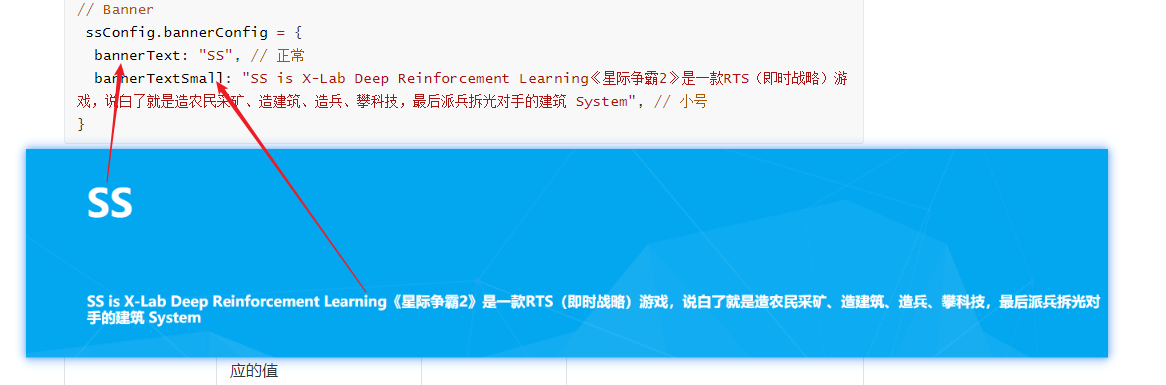 // Banner
ssConfig.bannerConfig = {
bannerText: "SS", // 正常
bannerTextSmall: "SS is X-Lab Deep Reinforcement Learning《星际争霸2》是一款RTS（即时战略）游
戏，说白了就是造农民采矿、造建筑、造兵、攀科技，最后派兵拆光对手的建筑 System", // 小号
}
SS
SS is X-Lab Deep Reinforcement Learning《星际争霸2》是一款RTS（即时战略）游戏，说白了就是造农民采矿、造建筑、造兵、攀科技，最后派兵拆光对
手的建筑 System
应的值